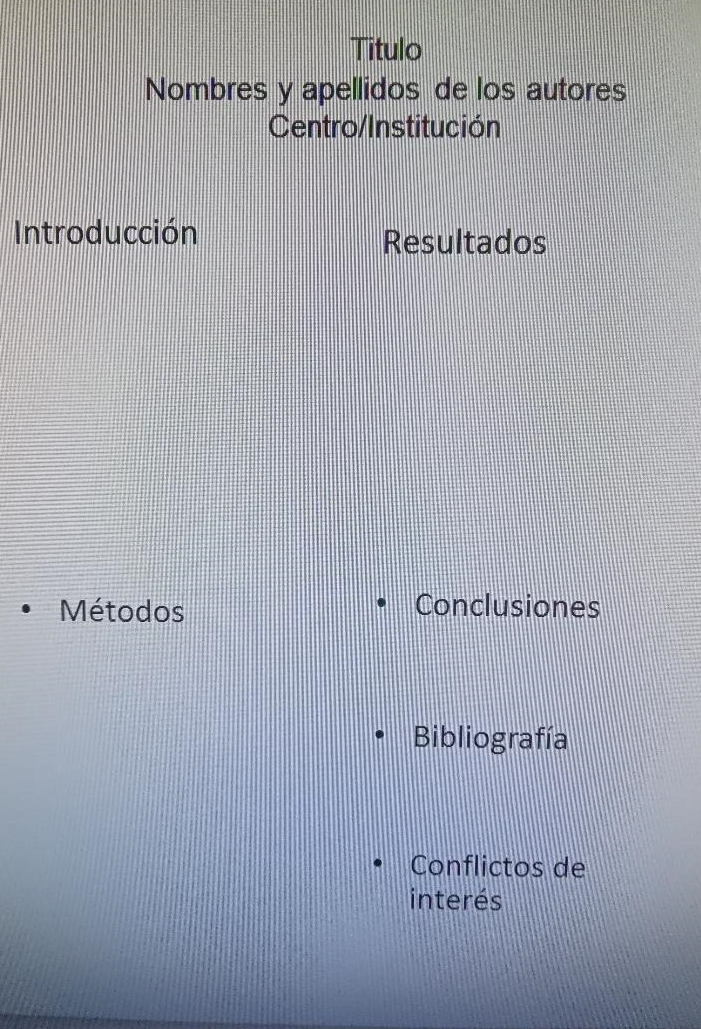 Titulo
Nombres y apellidos de los autores
Centro/Institución
Introducción
• Métodos
Resultados
• Conclusiones
• Bibliografía
• Conflictos de
interés